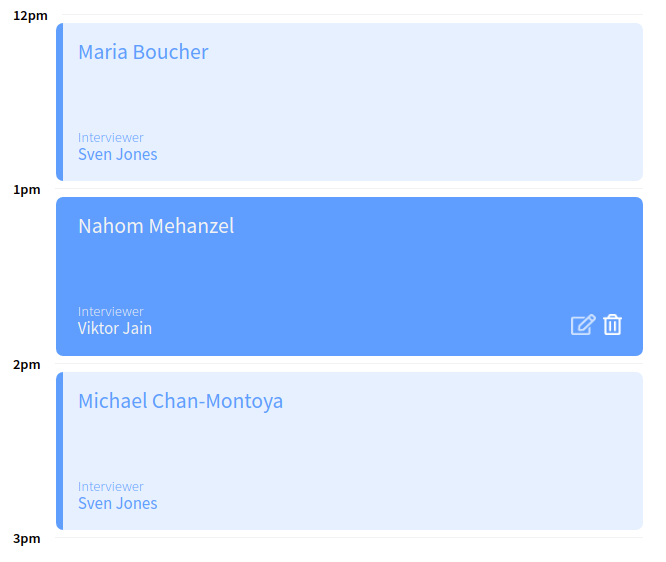 12pm
Maria Boucher
Interviewer
Sven Jones
1pm
Nahom Mehanzel
Interviewer
Viktor Jain
2pm
Michael Chan-Montoya
Interviewer
Sven Jones
3pm